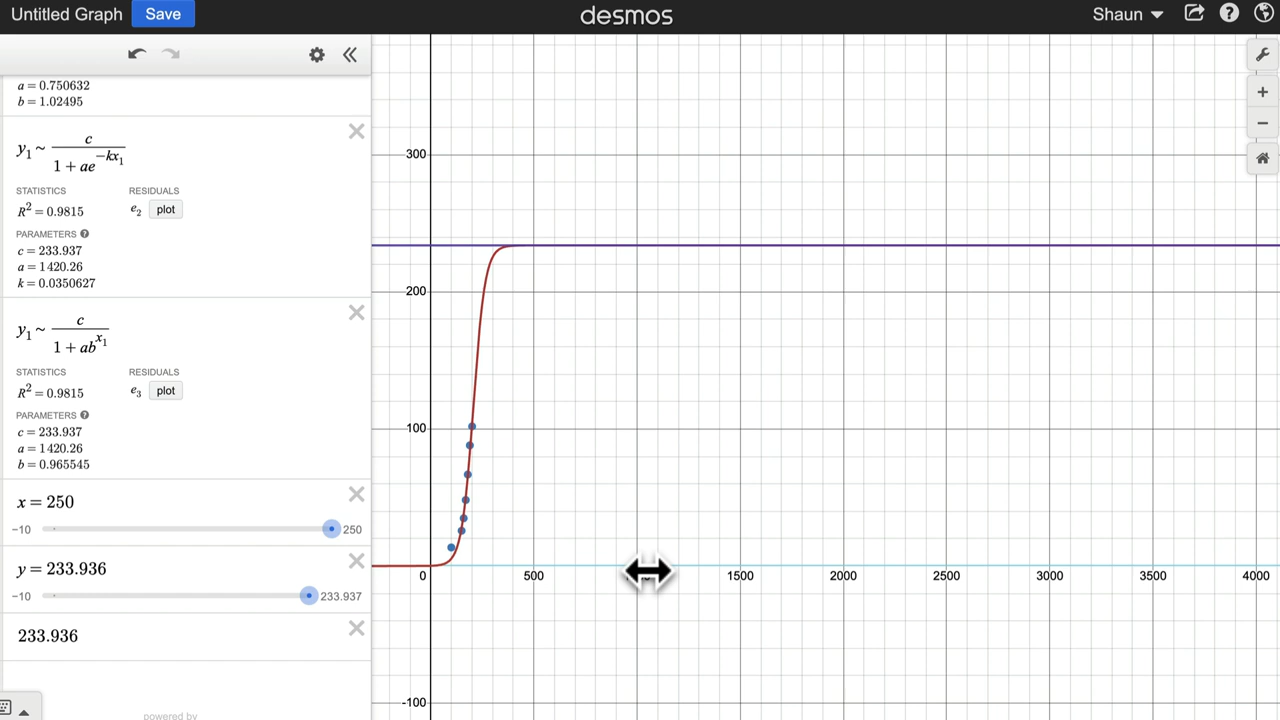 Untitled Graph Save desmos Shaun
a = 0.750632
b = 1.02495
y₁ ~ c / (1 + ae^(−kx₁))
STATISTICS RESIDUALS
R² = 0.9815 e₂ plot
PARAMETERS ?
c = 233.937
a = 1420.26
k = 0.0350627
y₁ ~ c / (1 + ab^(x₁))
STATISTICS RESIDUALS
R² = 0.9815 e₃ plot
PARAMETERS ?
c = 233.937
a = 1420.26
b = 0.965545
x = 250
−10 250
y = 233.936
−10 233.937
233.936
powered by
300
200
100
0 500 1500 2000 2500 3000 3500 4000
-100